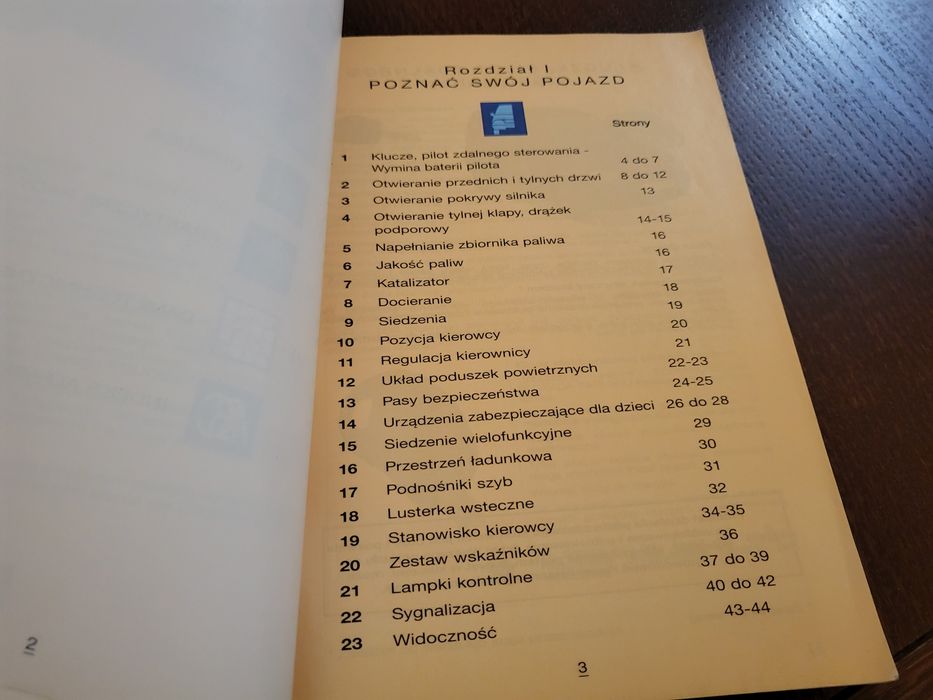 Rozdział I
POZNAĆ SWÓJ POJAZD
Strony
1 Klucze, pilot zdalnego sterowania -
Wymina baterii pilota 4 do 7
2 Otwieranie przednich i tylnych drzwi 8 do 12
3 Otwieranie pokrywy silnika 13
4 Otwieranie tylnej klapy, drążek
podporowy 14-15
5 Napełnianie zbiornika paliwa 16
6 Jakość paliw 16
7 Katalizator 17
8 Docieranie 18
9 Siedzenia 19
10 Pozycja kierowcy 20
11 Regulacja kierownicy 21
12 Układ poduszek powietrznych 22-23
13 Pasy bezpieczeństwa 24-25
14 Urządzenia zabezpieczające dla dzieci 26 do 28
15 Siedzenie wielofunkcyjne 29
16 Przestrzeń ładunkowa 30
17 Podnośniki szyb 31
18 Lusterka wsteczne 32
19 Stanowisko kierowcy 34-35
20 Zestaw wskaźników 36
21 Lampki kontrolne 37 do 39
22 Sygnalizacja 40 do 42
23 Widoczność 43-44
2
3